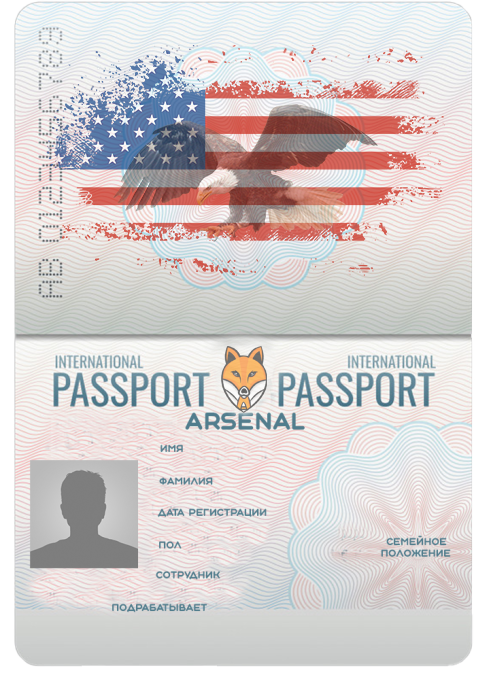 AB 0123456789
INTERNATIONAL INTERNATIONAL
PASSPORT PASSPORT
ARSENAL
ИМЯ
ФАМИЛИЯ
ДАТА РЕГИСТРАЦИИ
ПОЛ
СЕМЕЙНОЕ
ПОЛОЖЕНИЕ
СОТРУДНИК
ПОДРАБАТЫВАЕТ